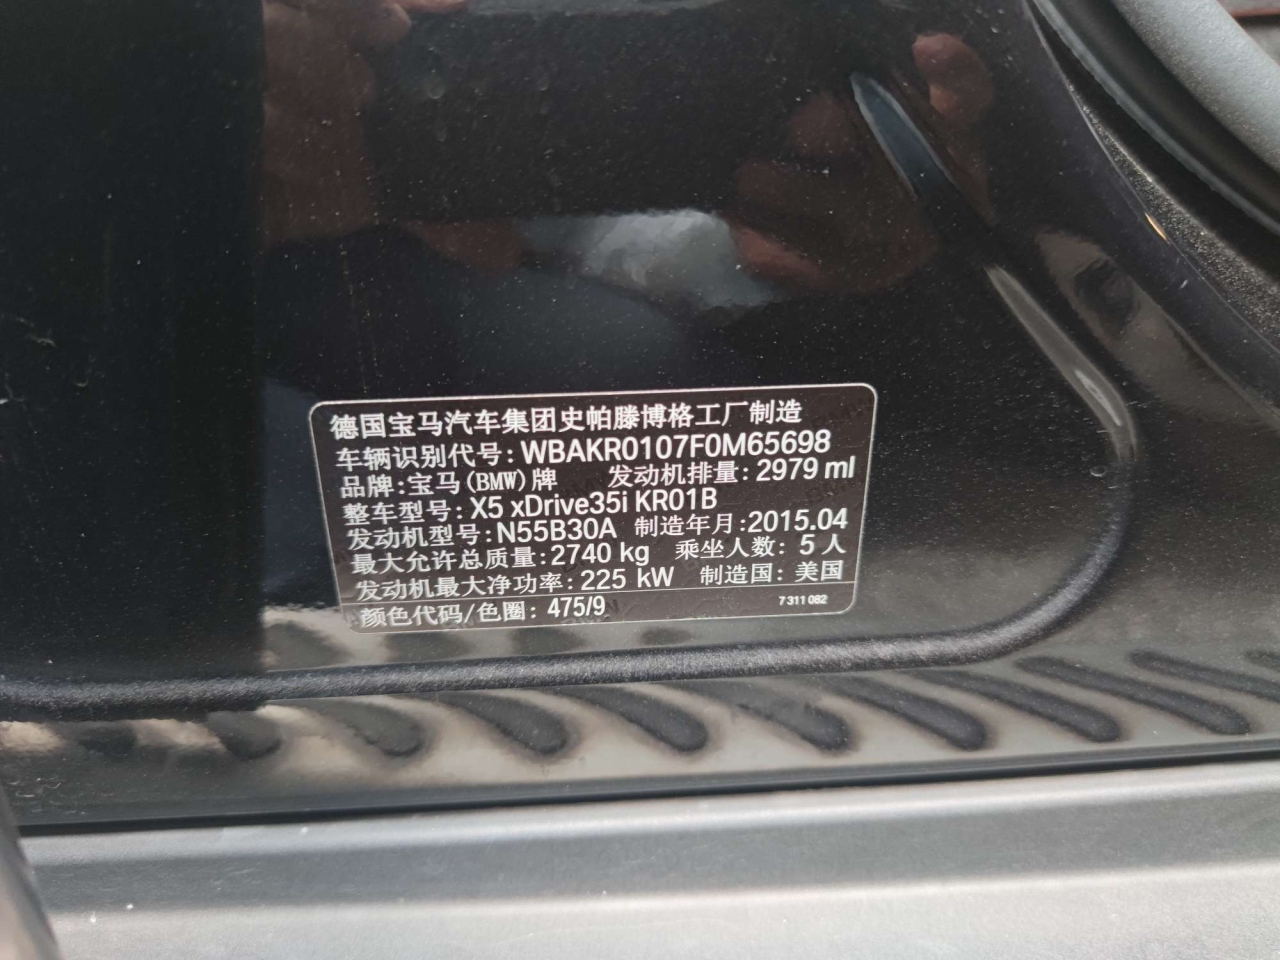 德国宝马汽车集团史帕滕博格工厂制造
车辆识别代号: WBAKR0107F0M65698
品牌:宝马(BMW)牌 发动机排量: 2979 ml
整车型号: X5 xDrive35i KR01B
发动机型号: N55B30A 制造年月:2015.04
最大允许总质量: 2740 kg 乘坐人数: 5 人
发动机最大净功率: 225 kW 制造国: 美国
颜色代码/色圈: 475/9 7 311 082